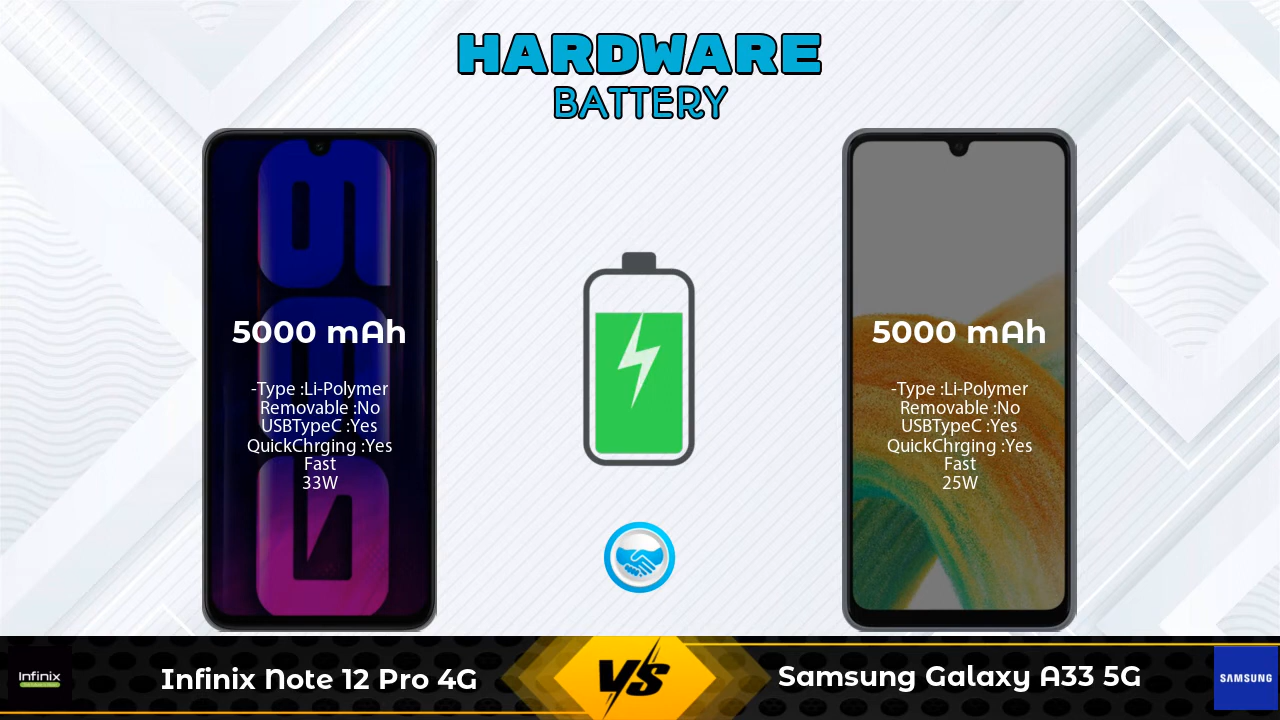 HARDWARE
BATTERY
5000 mAh
-Type :Li-Polymer
Removable :No
USBTypeC :Yes
QuickChrging :Yes
Fast
33W
5000 mAh
-Type :Li-Polymer
Removable :No
USBTypeC :Yes
QuickChrging :Yes
Fast
25W
Infinix
Infinix Note 12 Pro 4G
VS
Samsung Galaxy A33 5G
SAMSUNG